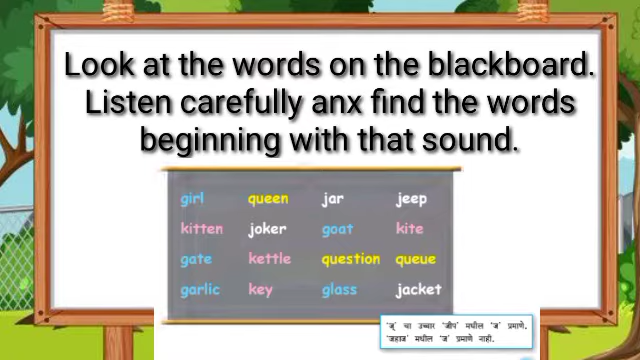 Look at the words on the blackboard.
Listen carefully anx find the words
beginning with that sound.
girl queen jar jeep
kitten joker goat kite
gate kettle question queue
garlic key glass jacket
'ज्' चा उच्चार 'जीप' मधील 'ज' प्रमाणे.
'जहाज' मधील 'ज' प्रमाणे नाही.